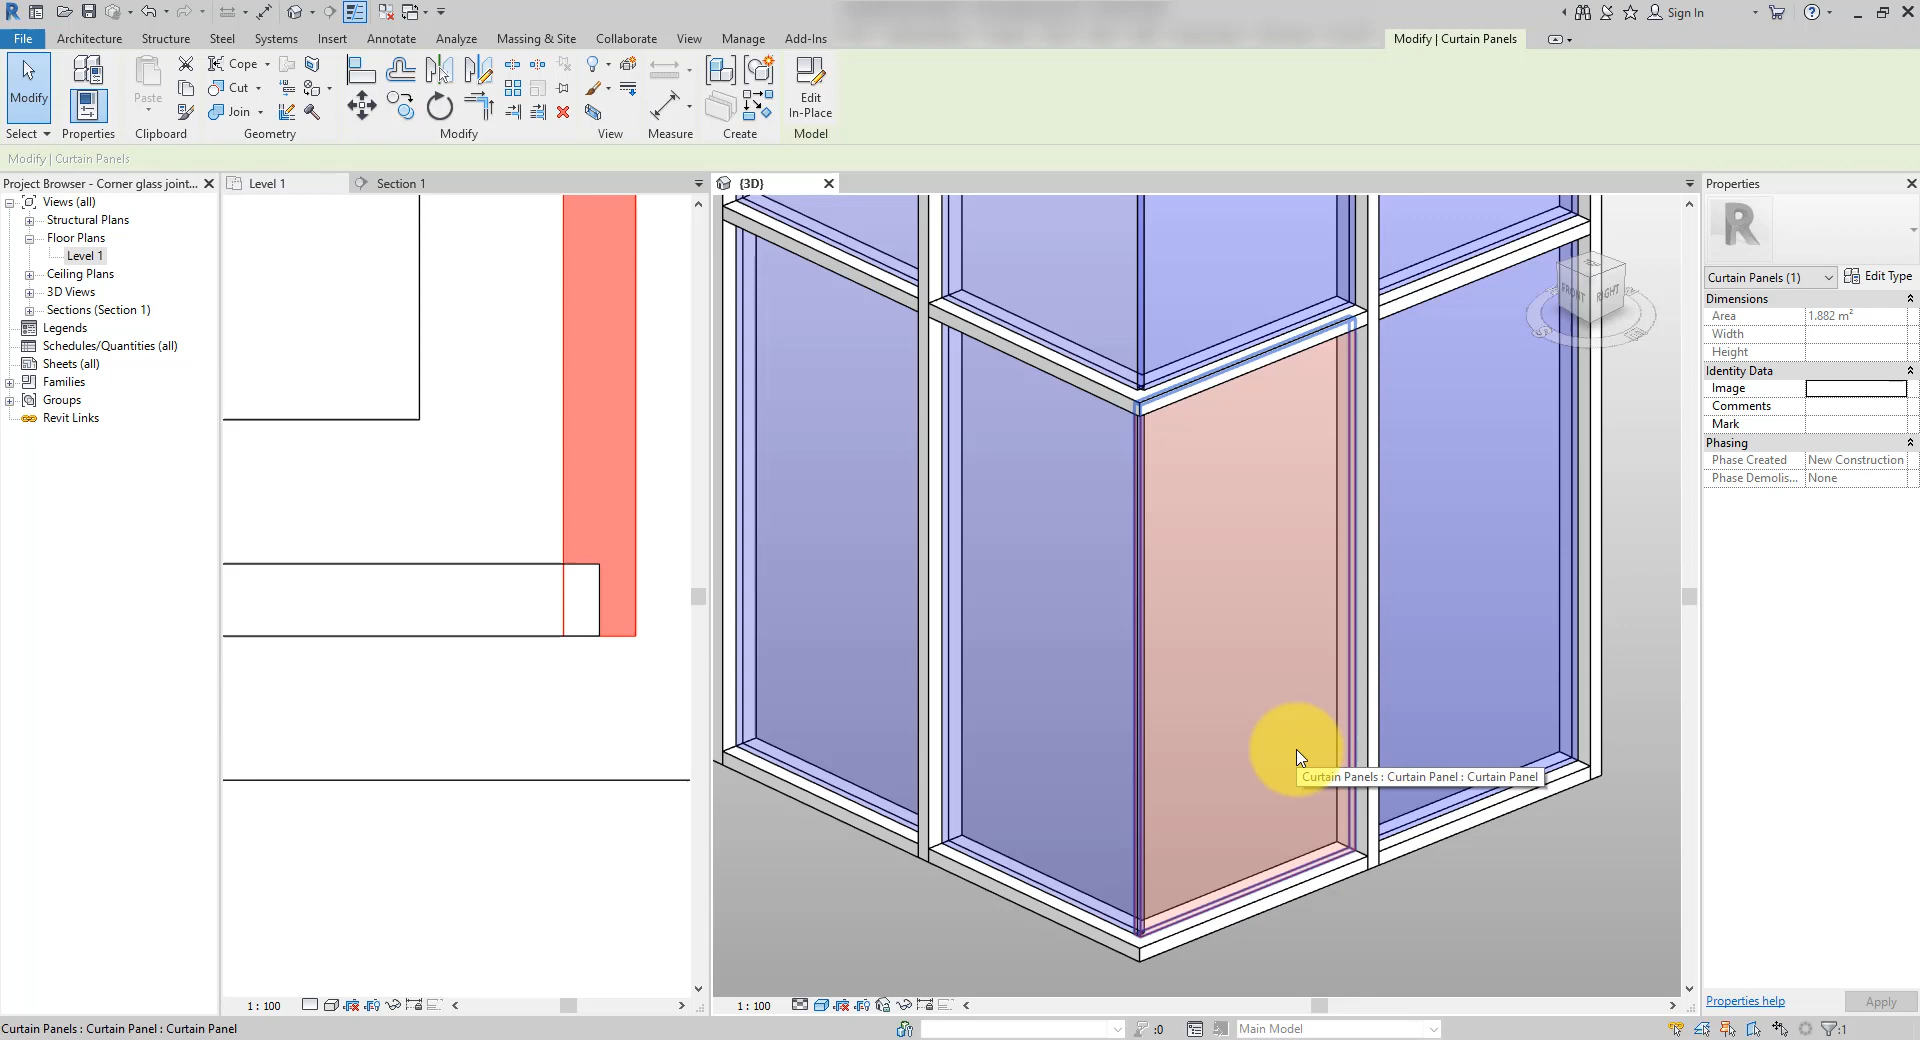 Sign In
File
Architecture
Structure
Steel
Systems
Insert
Annotate
Analyze
Massing & Site
Collaborate
View
Manage
Add-Ins
Modify | Curtain Panels
Modify
Paste
Cope
Cut
Join
Edit
In-Place
Select
Properties
Clipboard
Geometry
Modify
View
Measure
Create
Model
Modify | Curtain Panels
Project Browser - Corner glass joint...
Level 1
Section 1
{3D}
Properties
Views (all)
Structural Plans
Floor Plans
Level 1
Ceiling Plans
3D Views
Sections (Section 1)
Legends
Schedules/Quantities (all)
Sheets (all)
Families
Groups
Revit Links
FRONT
RIGHT
Curtain Panels : Curtain Panel : Curtain Panel
R
Curtain Panels (1)
Edit Type
Dimensions
Area
1.882 m²
Width
Height
Identity Data
Image
Comments
Mark
Phasing
Phase Created
New Construction
Phase Demolis...
None
Properties help
Apply
1 : 100
1 : 100
Curtain Panels : Curtain Panel : Curtain Panel
:0
Main Model
:1